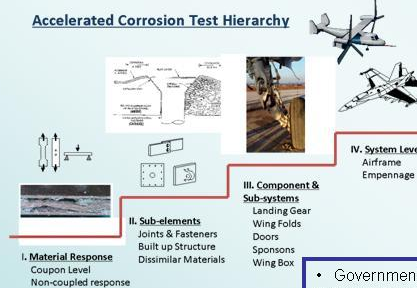 Accelerated Corrosion Test Hierarchy
IV. System Leve
Airframe
Empennage
III. Component &
Sub-systems
Landing Gear
Wing Folds
Doors
Sponsons
Wing Box
II. Sub-elements
Joints & Fasteners
Built up Structure
Dissimilar Materials
I. Material Response
Coupon Level
Non-coupled response
• Governmen